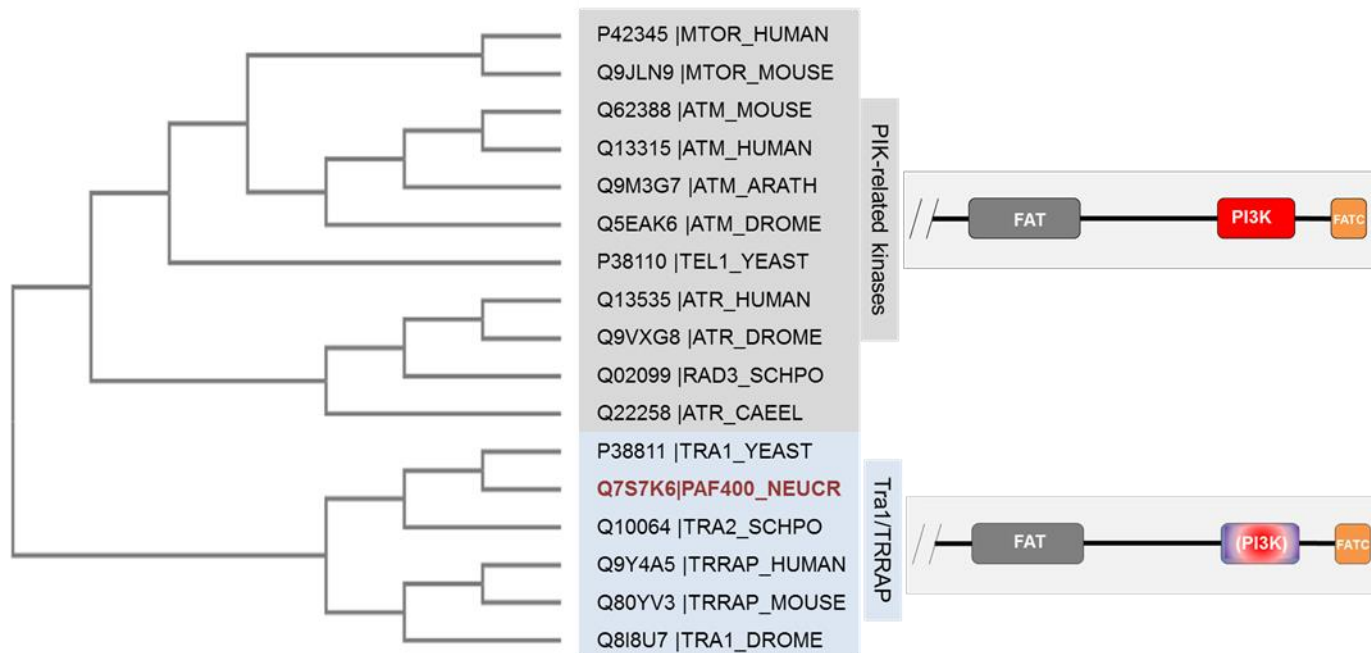 P42345 |MTOR_HUMAN
Q9JLN9 |MTOR_MOUSE
Q62388 |ATM_MOUSE
Q13315 |ATM_HUMAN
Q9M3G7 |ATM_ARATH
Q5EAK6 |ATM_DROME
P38110 |TEL1_YEAST
Q13535 |ATR_HUMAN
Q9VXG8 |ATR_DROME
Q02099 |RAD3_SCHPO
Q22258 |ATR_CAEEL
P38811 |TRA1_YEAST
Q7S7K6|PAF400_NEUCR
Q10064 |TRA2_SCHPO
Q9Y4A5 |TRRAP_HUMAN
Q80YV3 |TRRAP_MOUSE
Q8I8U7 |TRA1_DROME
PIK-related kinases
FAT PI3K FATC
Tra1/TRRAP
FAT (PI3K) FATC